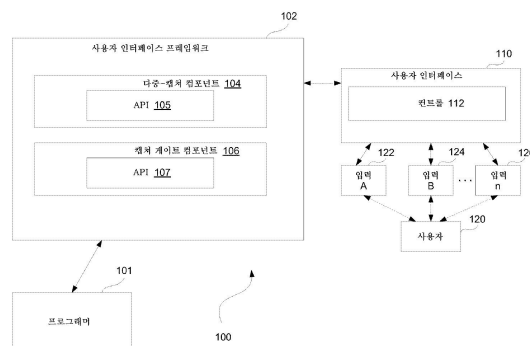 102
사용자 인터페이스 프레임워크
다중-캡처 컴포넌트 104
API 105
캡처 게이트 컴포넌트 106
API 107
110
사용자 인터페이스
컨트롤 112
122
입력
A
124
입력
B
...
126
입력
n
120
사용자
101
프로그래머
100